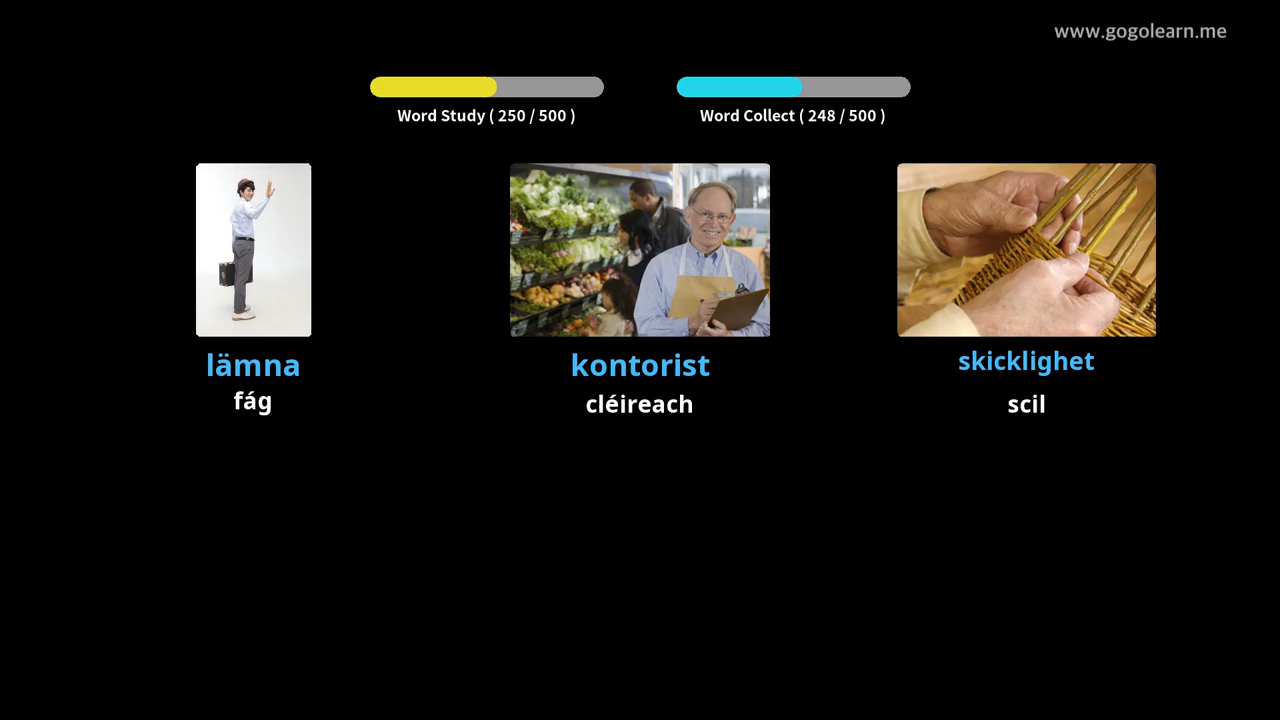 www.gogolearn.me
Word Study ( 250 / 500 )
Word Collect ( 248 / 500 )
lämna
fág
kontorist
cléireach
skicklighet
scil